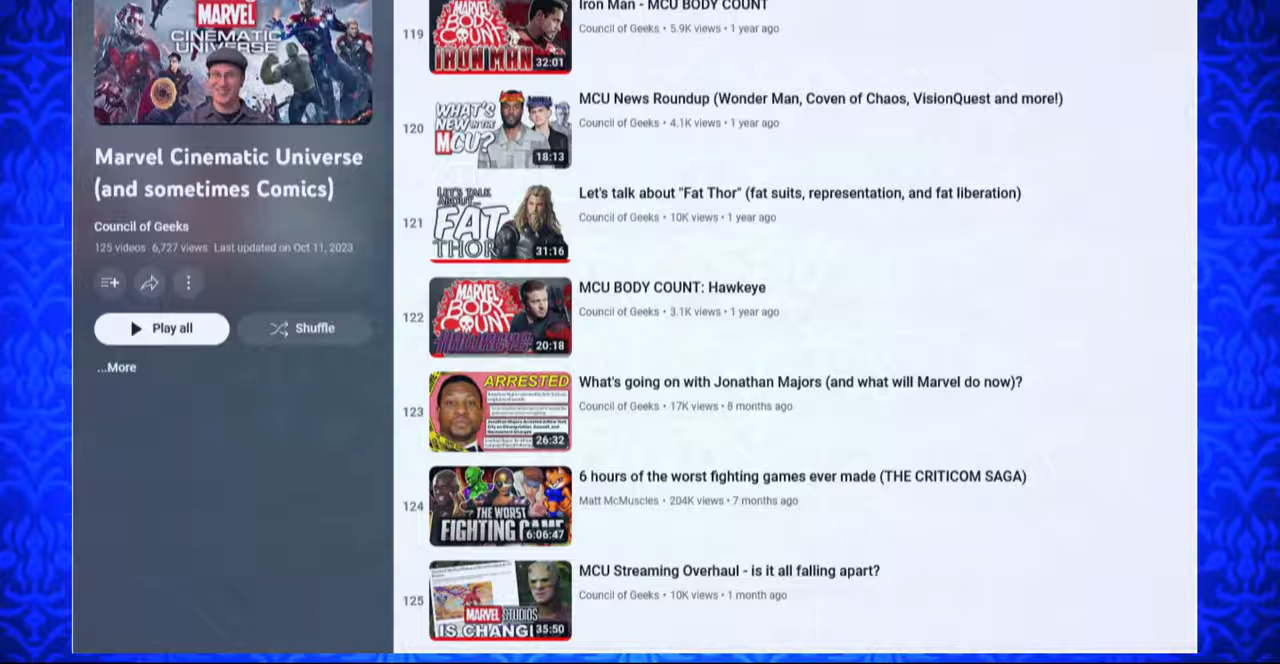 MARVEL
CINEMATIC
UNIVERSE
Marvel Cinematic Universe
(and sometimes Comics)
Council of Geeks
125 videos 6,727 views Last updated on Oct 11, 2023
Play all
Shuffle
...More
119
MARVEL
BODY
COUNT
IRON MAN
32:01
Iron Man - MCU BODY COUNT
Council of Geeks • 5.9K views • 1 year ago
120
WHAT'S
NEW IN THE
MCU?
18:13
MCU News Roundup (Wonder Man, Coven of Chaos, VisionQuest and more!)
Council of Geeks • 4.1K views • 1 year ago
121
LET'S TALK
ABOUT...
FAT
THOR
31:16
Let's talk about "Fat Thor" (fat suits, representation, and fat liberation)
Council of Geeks • 10K views • 1 year ago
122
MARVEL
BODY
COUNT
HAWKEYE
20:18
MCU BODY COUNT: Hawkeye
Council of Geeks • 3.1K views • 1 year ago
123
ARRESTED
26:32
What's going on with Jonathan Majors (and what will Marvel do now)?
Council of Geeks • 17K views • 8 months ago
124
THE WORST
FIGHTING GAME
6:06:47
6 hours of the worst fighting games ever made (THE CRITICOM SAGA)
Matt McMuscles • 204K views • 7 months ago
125
MARVEL STUDIOS
IS CHANGI
35:50
MCU Streaming Overhaul - is it all falling apart?
Council of Geeks • 10K views • 1 month ago